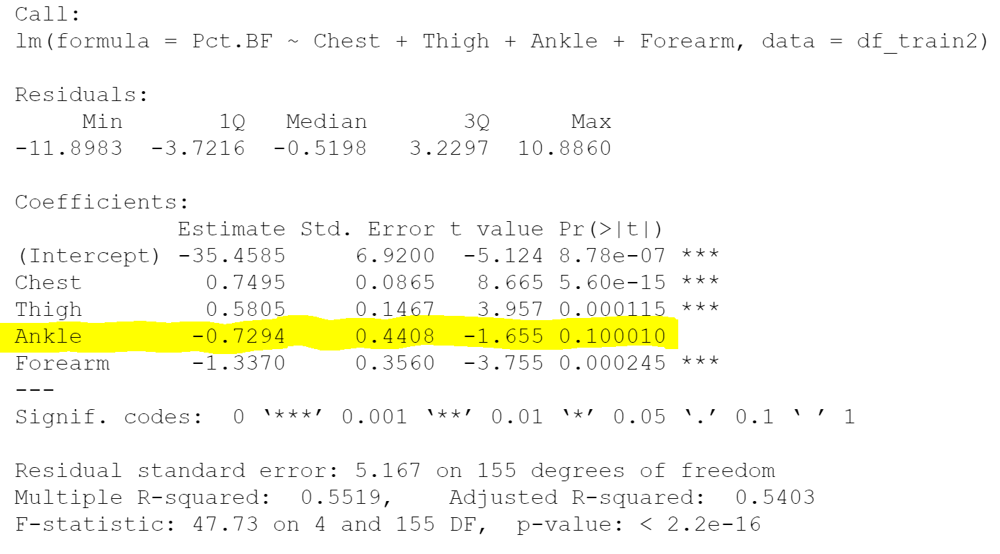 Call:
lm(formula = Pct.BF ~ Chest + Thigh + Ankle + Forearm, data = df_train2)
Residuals:
Min 1Q Median 3Q Max
-11.8983 -3.7216 -0.5198 3.2297 10.8860
Coefficients:
Estimate Std. Error t value Pr(>|t|)
(Intercept) -35.4585 6.9200 -5.124 8.78e-07 ***
Chest 0.7495 0.0865 8.665 5.60e-15 ***
Thigh 0.5805 0.1467 3.957 0.000115 ***
Ankle -0.7294 0.4408 -1.655 0.100010
Forearm -1.3370 0.3560 -3.755 0.000245 ***
---
Signif. codes: 0 ‘***’ 0.001 ‘**’ 0.01 ‘*’ 0.05 ‘.’ 0.1 ‘ ’ 1
Residual standard error: 5.167 on 155 degrees of freedom
Multiple R-squared: 0.5519, Adjusted R-squared: 0.5403
F-statistic: 47.73 on 4 and 155 DF, p-value: < 2.2e-16